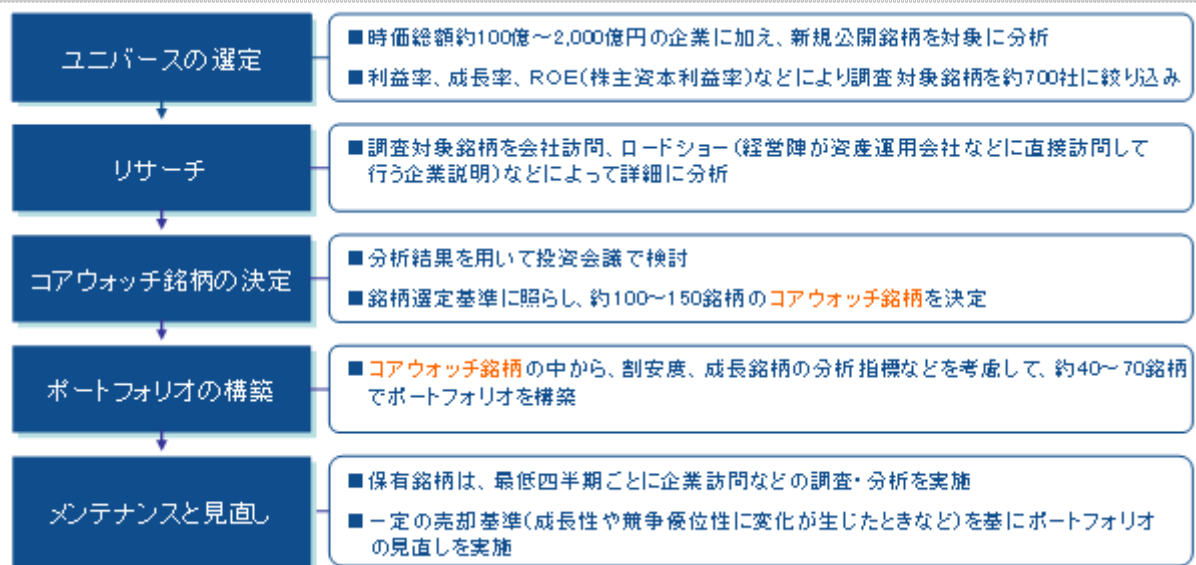 ユニバースの選定
■時価総額約100億～2,000億円の企業に加え、新規公開銘柄を対象に分析
■利益率、成長率、ROE(株主資本利益率)などにより調査対象銘柄を約700社に絞り込み
リサーチ
■調査対象銘柄を会社訪問、ロードショー(経営陣が資産運用会社などに直接訪問して
行う企業説明)などによって詳細に分析
コアウォッチ銘柄の決定
■分析結果を用いて投資会議で検討
■銘柄選定基準に照らし、約100～150銘柄のコアウォッチ銘柄を決定
ポートフォリオの構築
■コアウォッチ銘柄の中から、割安度、成長銘柄の分析指標などを考慮して、約40～70銘柄
でポートフォリオを構築
メンテナンスと見直し
■保有銘柄は、最低四半期ごとに企業訪問などの調査・分析を実施
■一定の売却基準(成長性や競争優位性に変化が生じたときなど)を基にポートフォリオ
の見直しを実施